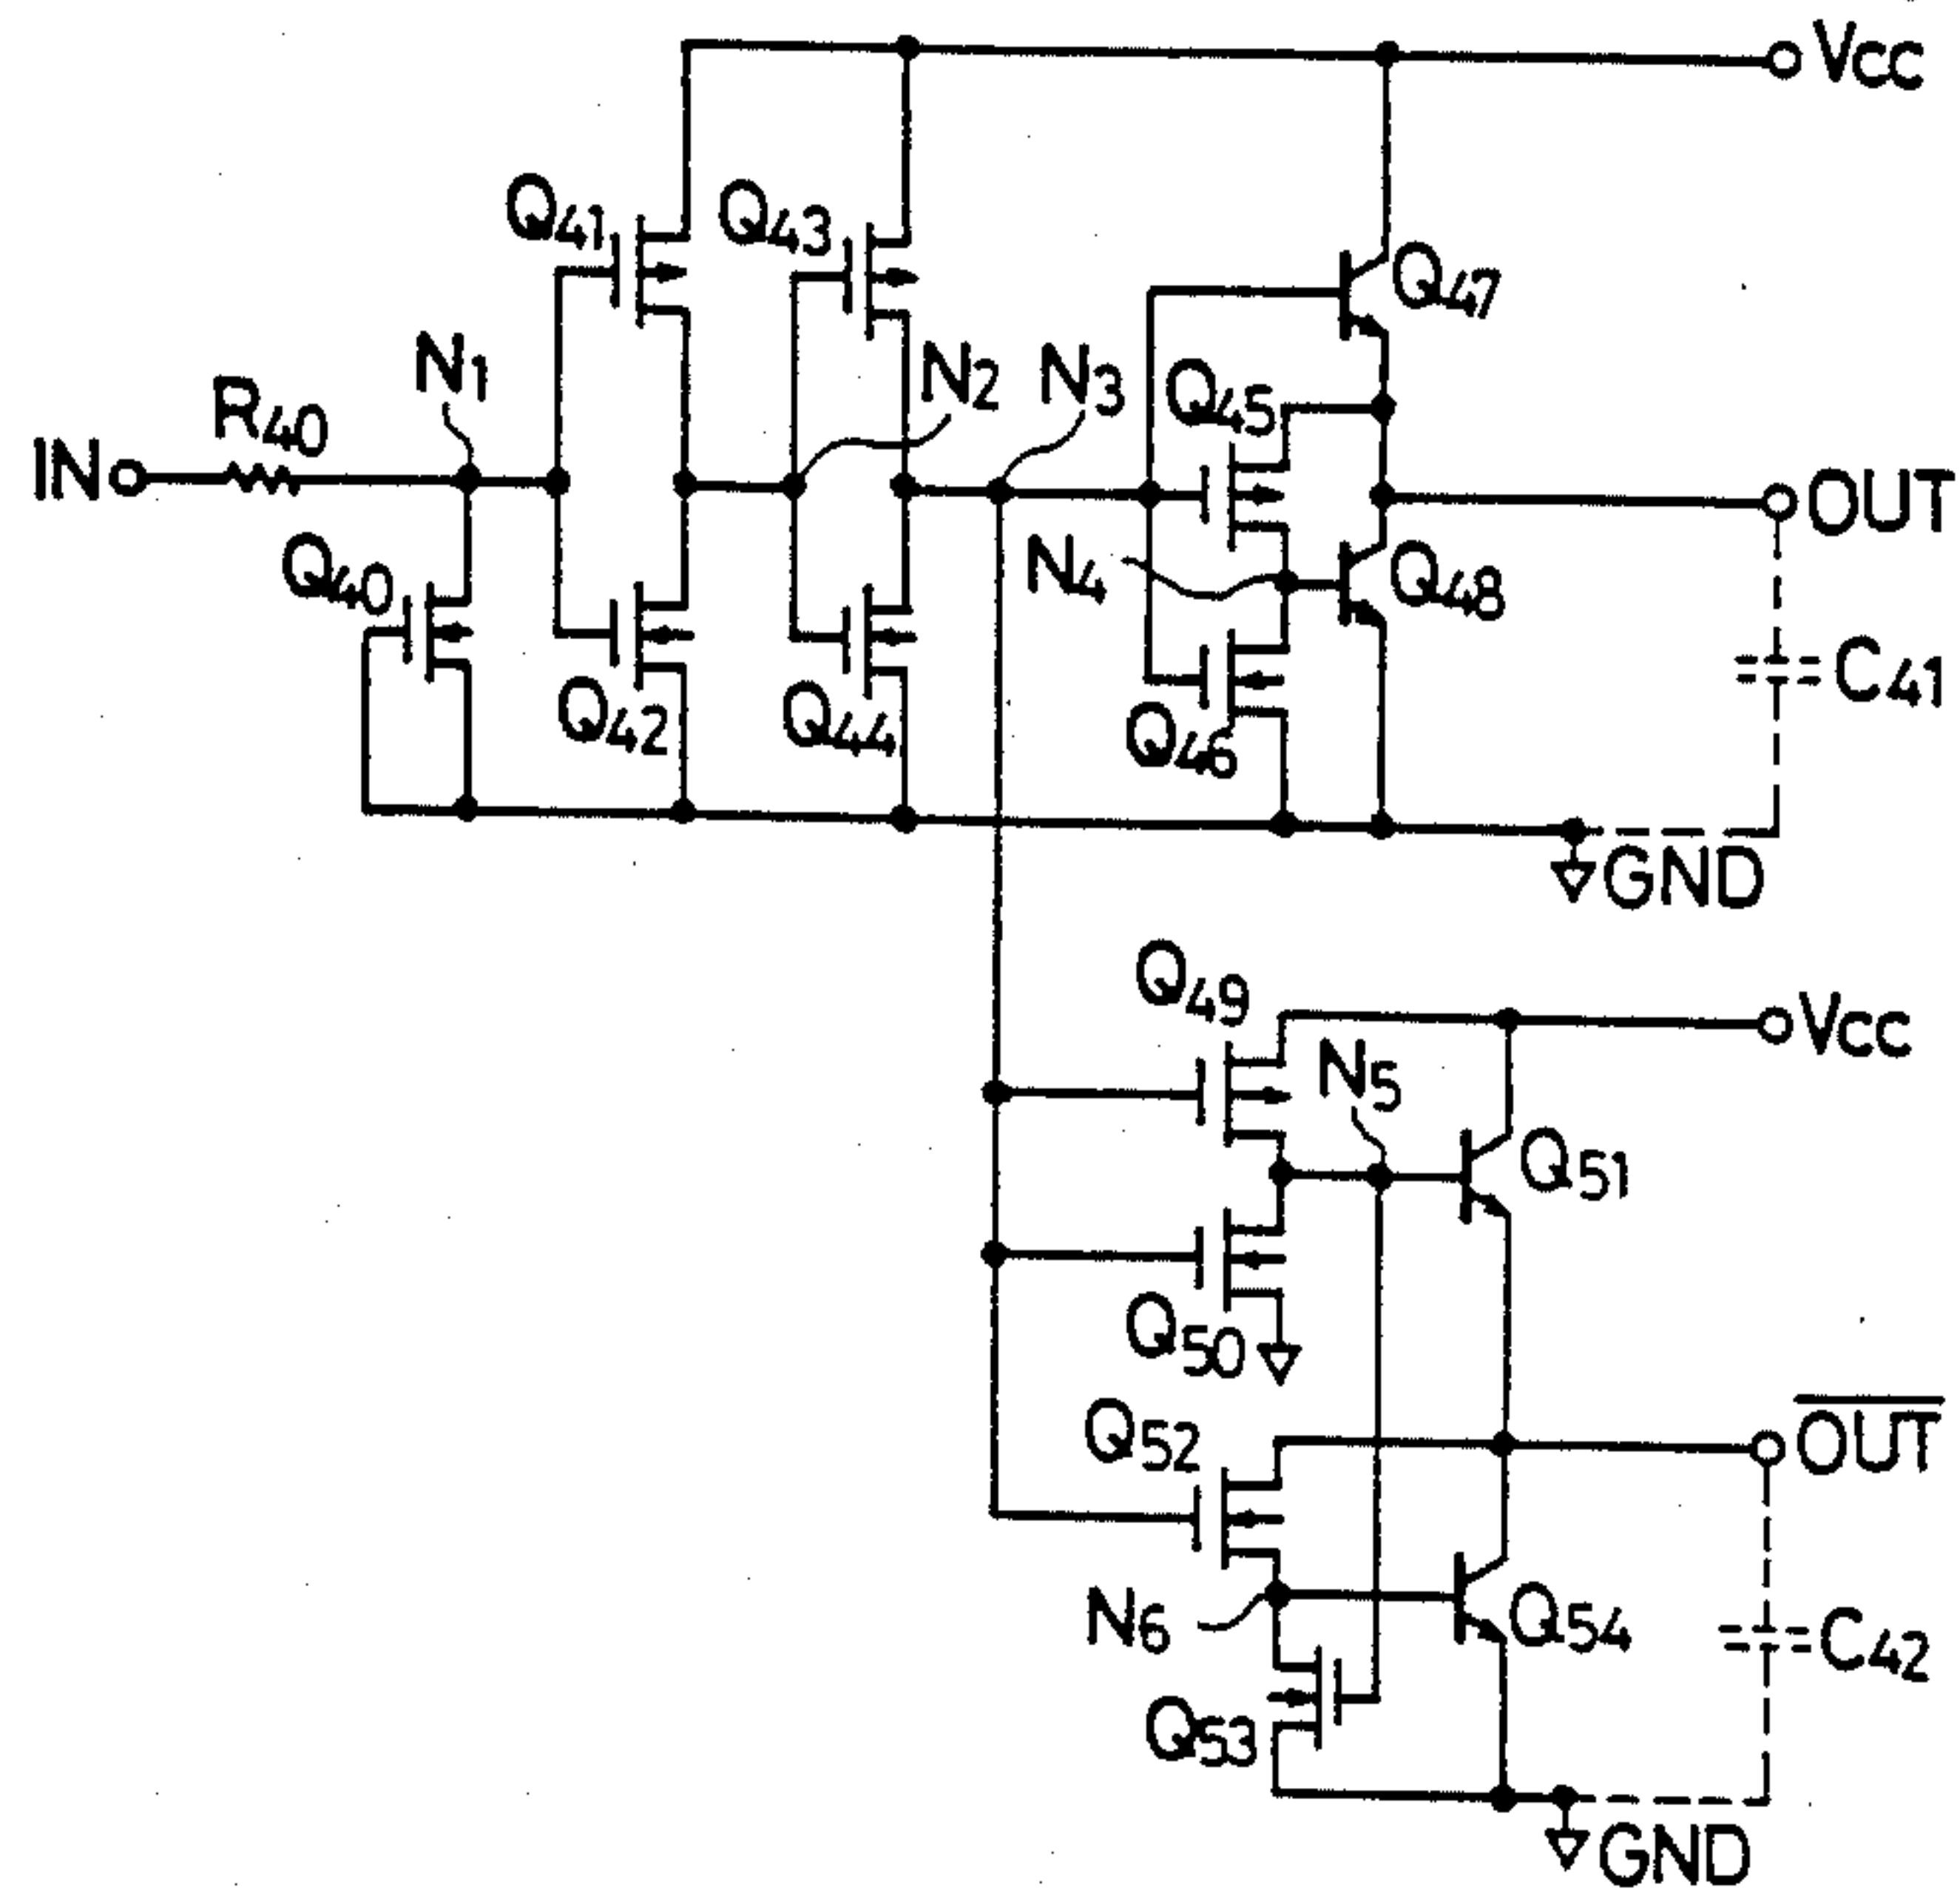 Vcc
Q41
Q43
Q47
N1
N2
N3
Q45
R40
IN
OUT
Q40
N4
Q48
C41
Q42
Q44
Q46
GND
Q49
Vcc
N5
Q51
Q50
Q52
OUT
N6
Q54
C42
Q53
GND